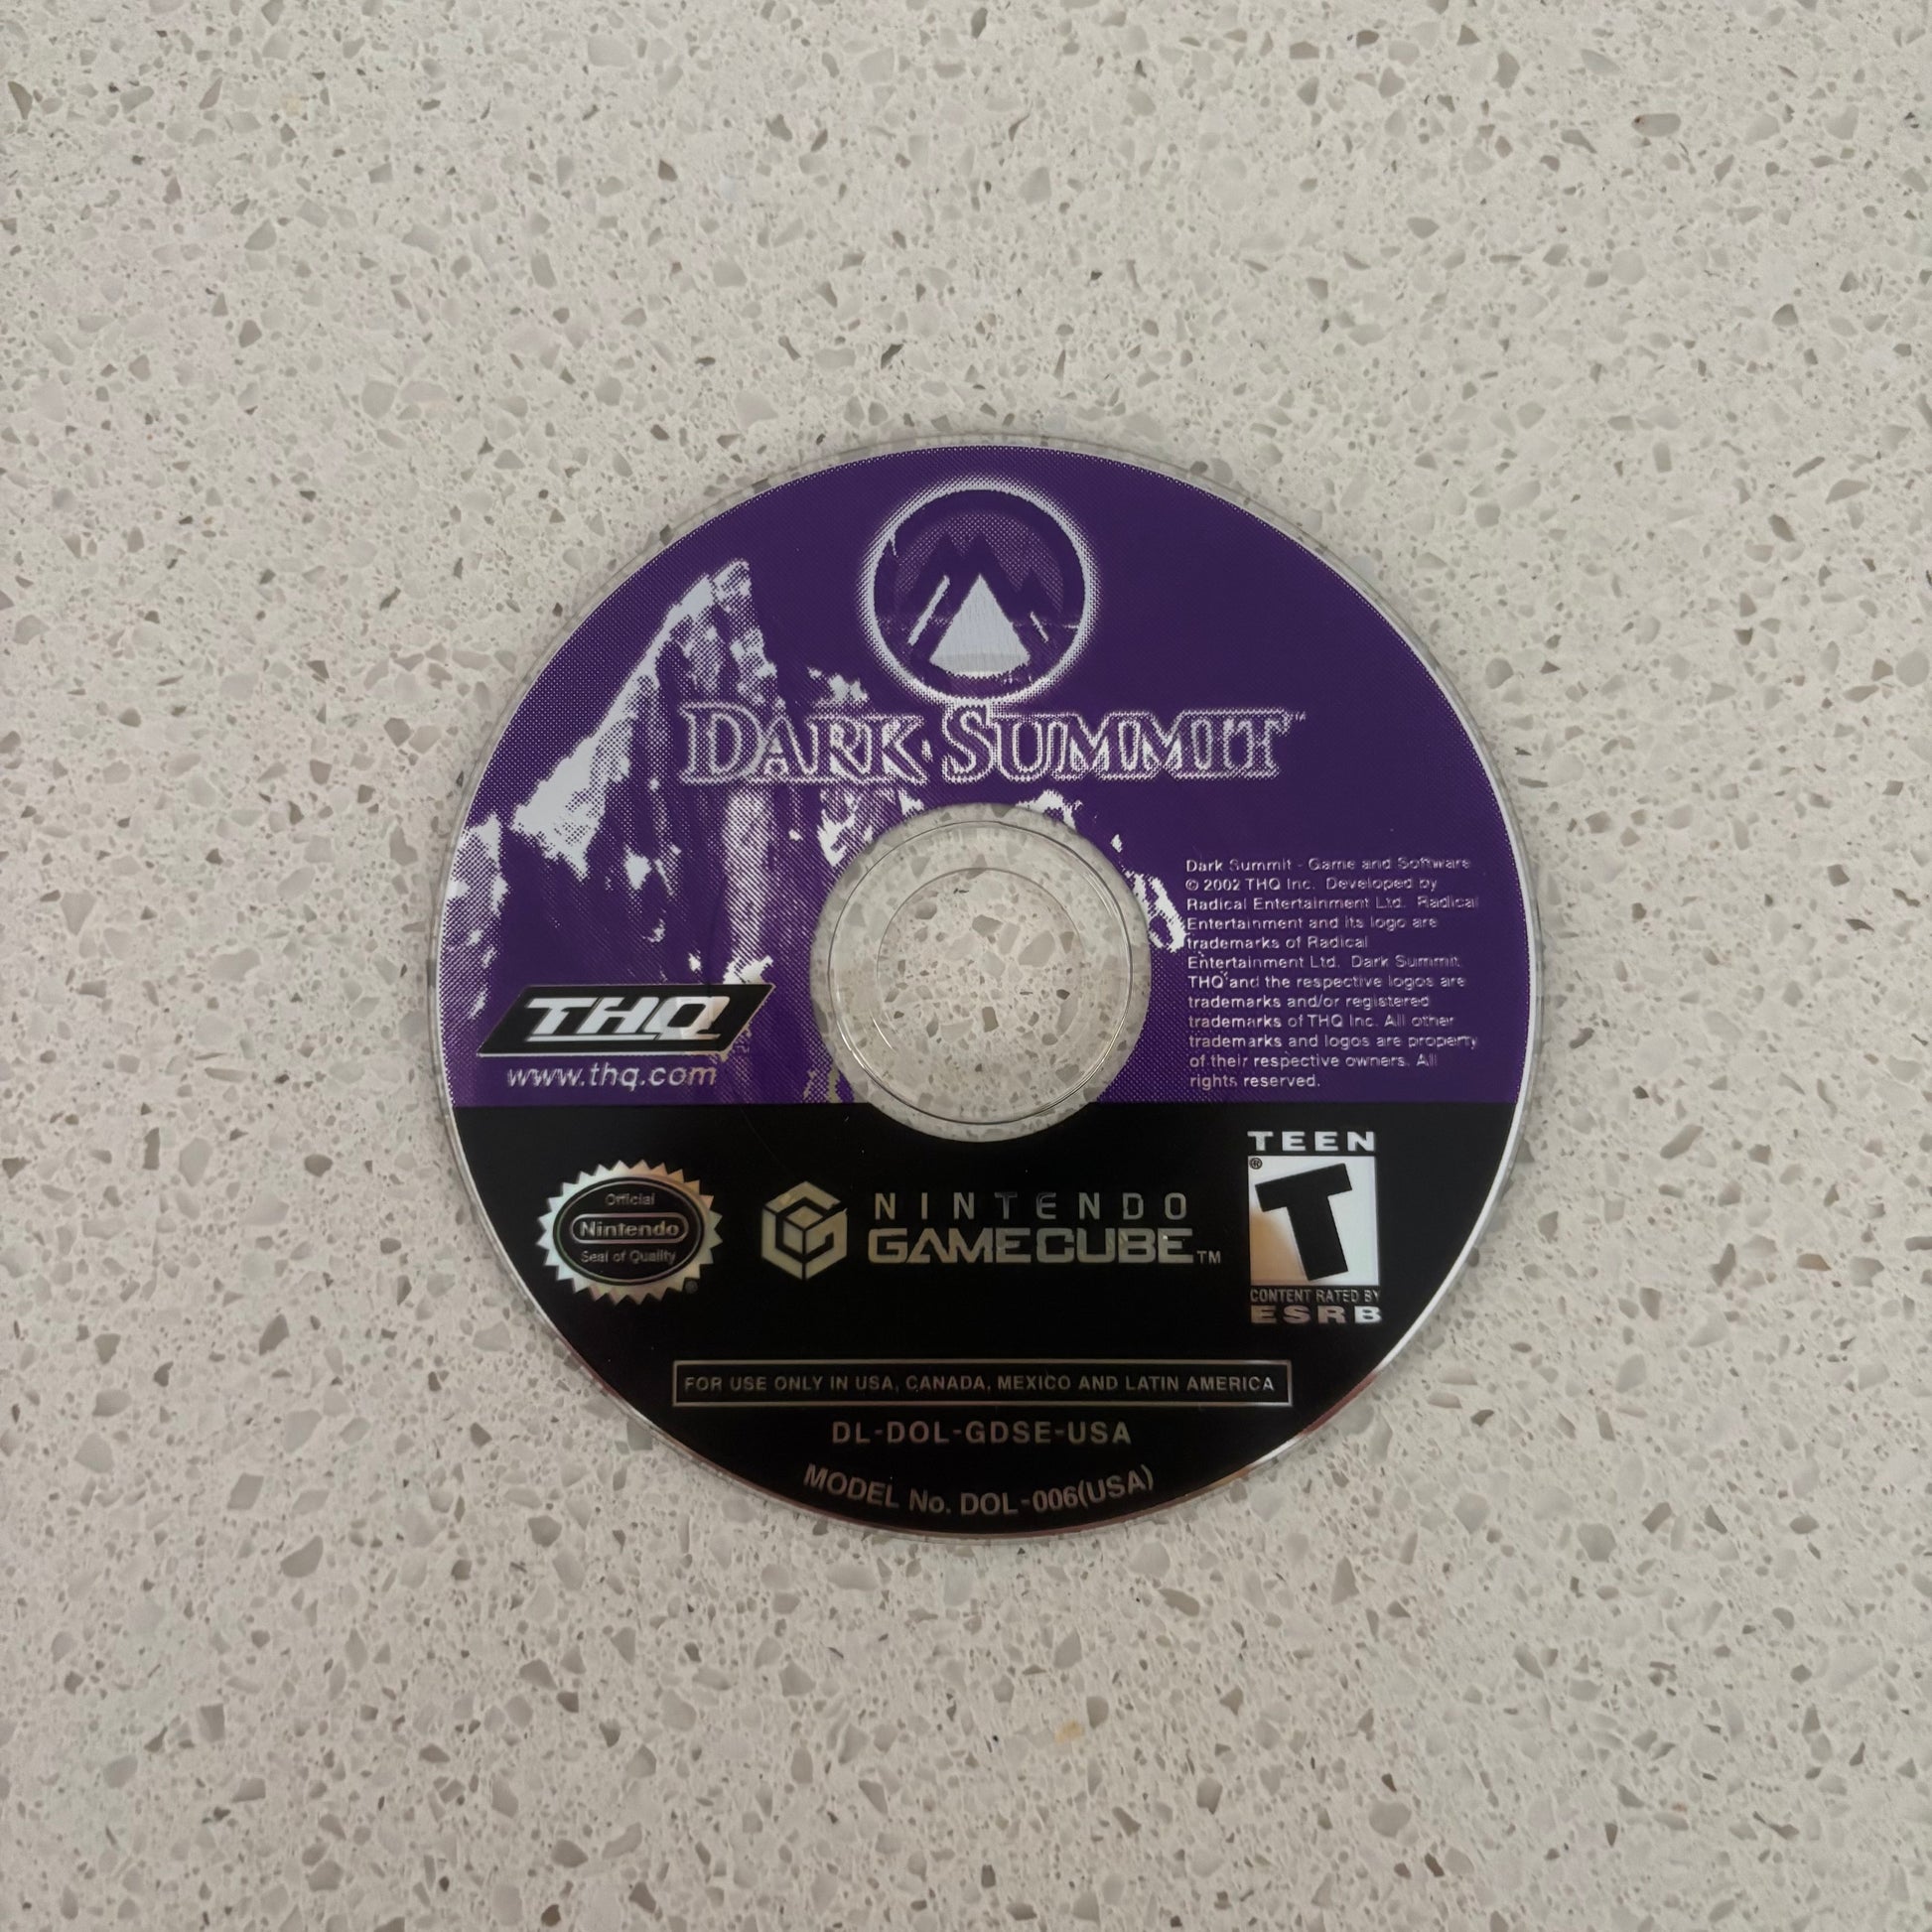 DARK SUMMIT™
Dark Summit - Game and Software
© 2002 THQ Inc. Developed by
Radical Entertainment Ltd. Radical
Entertainment and its logo are
trademarks of Radical
Entertainment Ltd. Dark Summit,
THQ and the respective logos are
trademarks and/or registered
trademarks of THQ Inc. All other
trademarks and logos are property
of their respective owners. All
rights reserved.
THQ
www.thq.com
Official
Nintendo
Seal of Quality
®
NINTENDO
GAMECUBE™
TEEN
®
T
CONTENT RATED BY
ESRB
FOR USE ONLY IN USA, CANADA, MEXICO AND LATIN AMERICA
DL-DOL-GDSE-USA
MODEL No. DOL-006(USA)